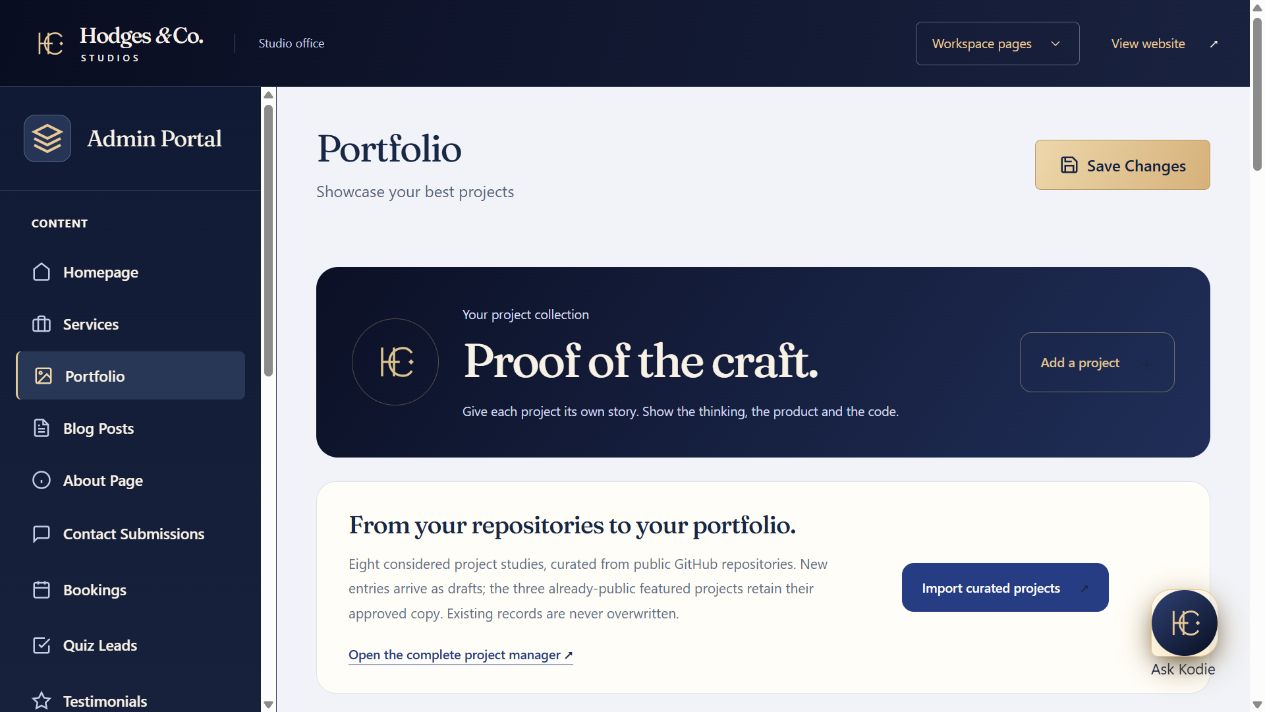 Hodges & Co.
STUDIOS
Studio office
Workspace pages
View website ↗
Admin Portal
CONTENT
Homepage
Services
Portfolio
Blog Posts
About Page
Contact Submissions
Bookings
Quiz Leads
Testimonials
Portfolio
Showcase your best projects
Save Changes
Your project collection
Proof of the craft.
Give each project its own story. Show the thinking, the product and the code.
Add a project
From your repositories to your portfolio.
Eight considered project studies, curated from public GitHub repositories. New
entries arrive as drafts; the three already-public featured projects retain their
approved copy. Existing records are never overwritten.
Open the complete project manager ↗
Import curated projects ↗
HC
Ask Kodie